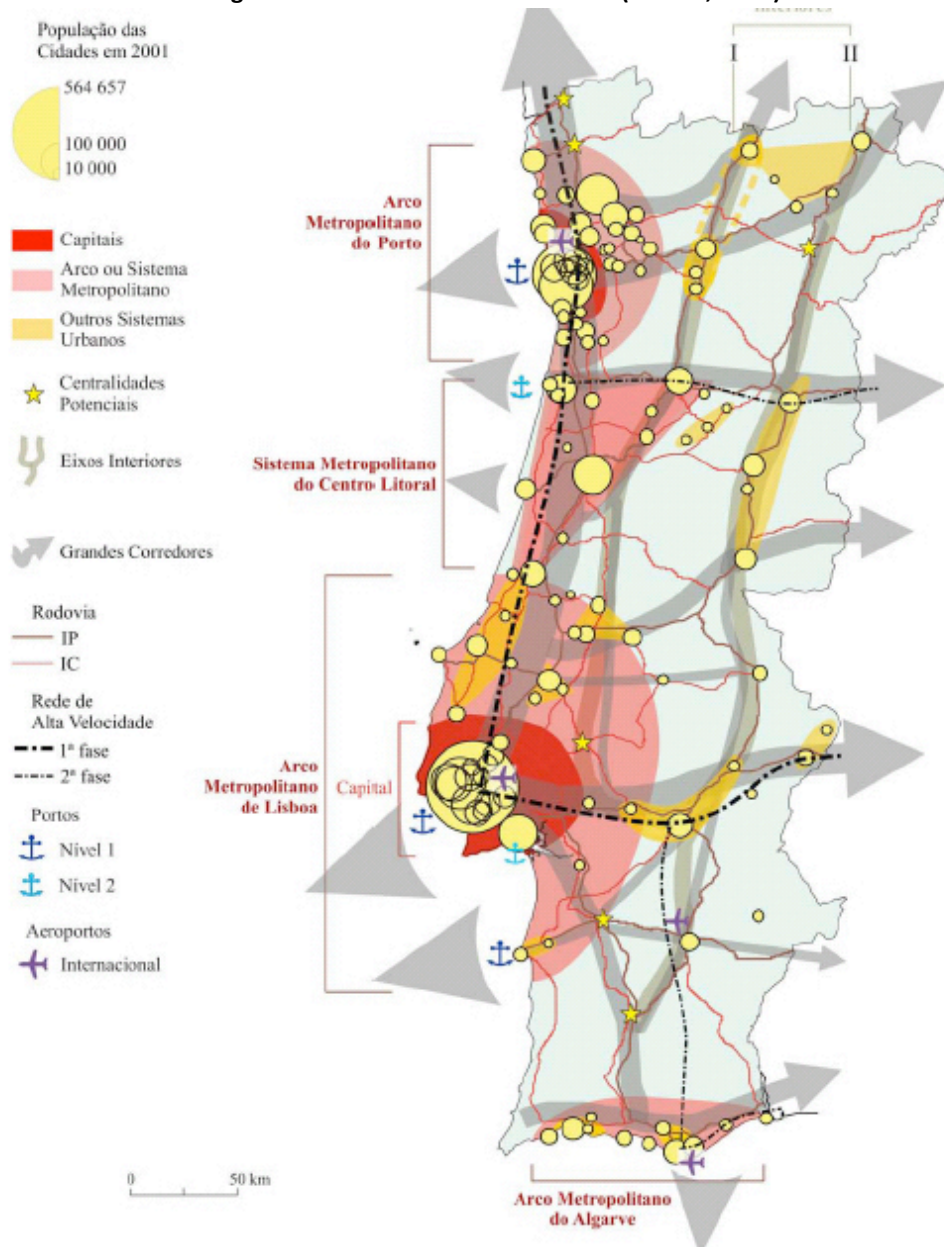 População das
Cidades em 2001
564 657
100 000
10 000
Capitais
Arco ou Sistema
Metropolitano
Outros Sistemas
Urbanos
Centralidades
Potenciais
Eixos Interiores
Grandes Corredores
Rodovia
IP
IC
Rede de
Alta Velocidade
1ª fase
2ª fase
Portos
Nível 1
Nível 2
Aeroportos
Internacional
I
II
Arco
Metropolitano
do Porto
Sistema Metropolitano
do Centro Litoral
Arco
Metropolitano
de Lisboa
Capital
Arco Metropolitano
do Algarve
0
50 km